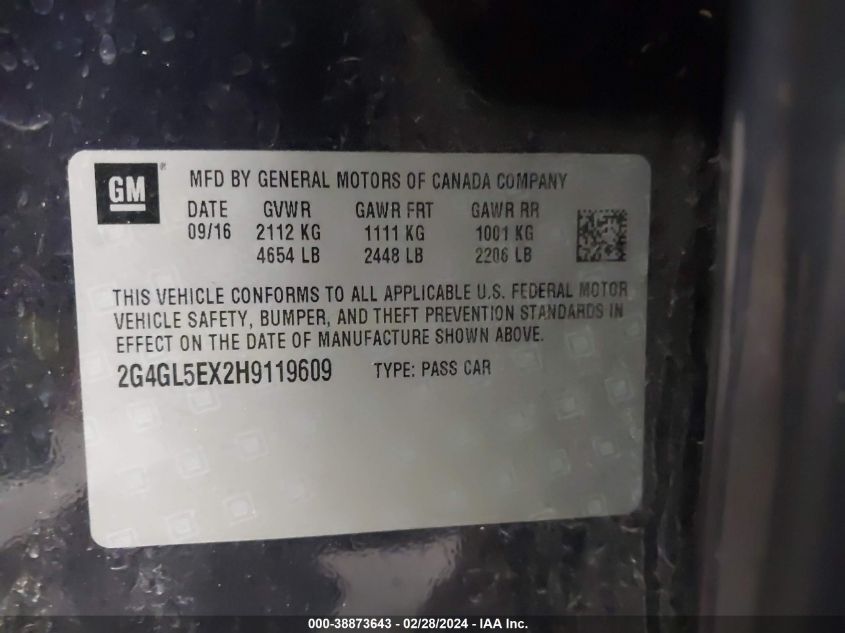 GM ® MFD BY GENERAL MOTORS OF CANADA COMPANY
DATE GVWR GAWR FRT GAWR RR
09/16 2112 KG 1111 KG 1001 KG
4654 LB 2448 LB 2206 LB
THIS VEHICLE CONFORMS TO ALL APPLICABLE U.S. FEDERAL MOTOR
VEHICLE SAFETY, BUMPER, AND THEFT PREVENTION STANDARDS IN
EFFECT ON THE DATE OF MANUFACTURE SHOWN ABOVE.
2G4GL5EX2H9119609 TYPE: PASS CAR
000-38873643 - 02/28/2024 - IAA Inc.